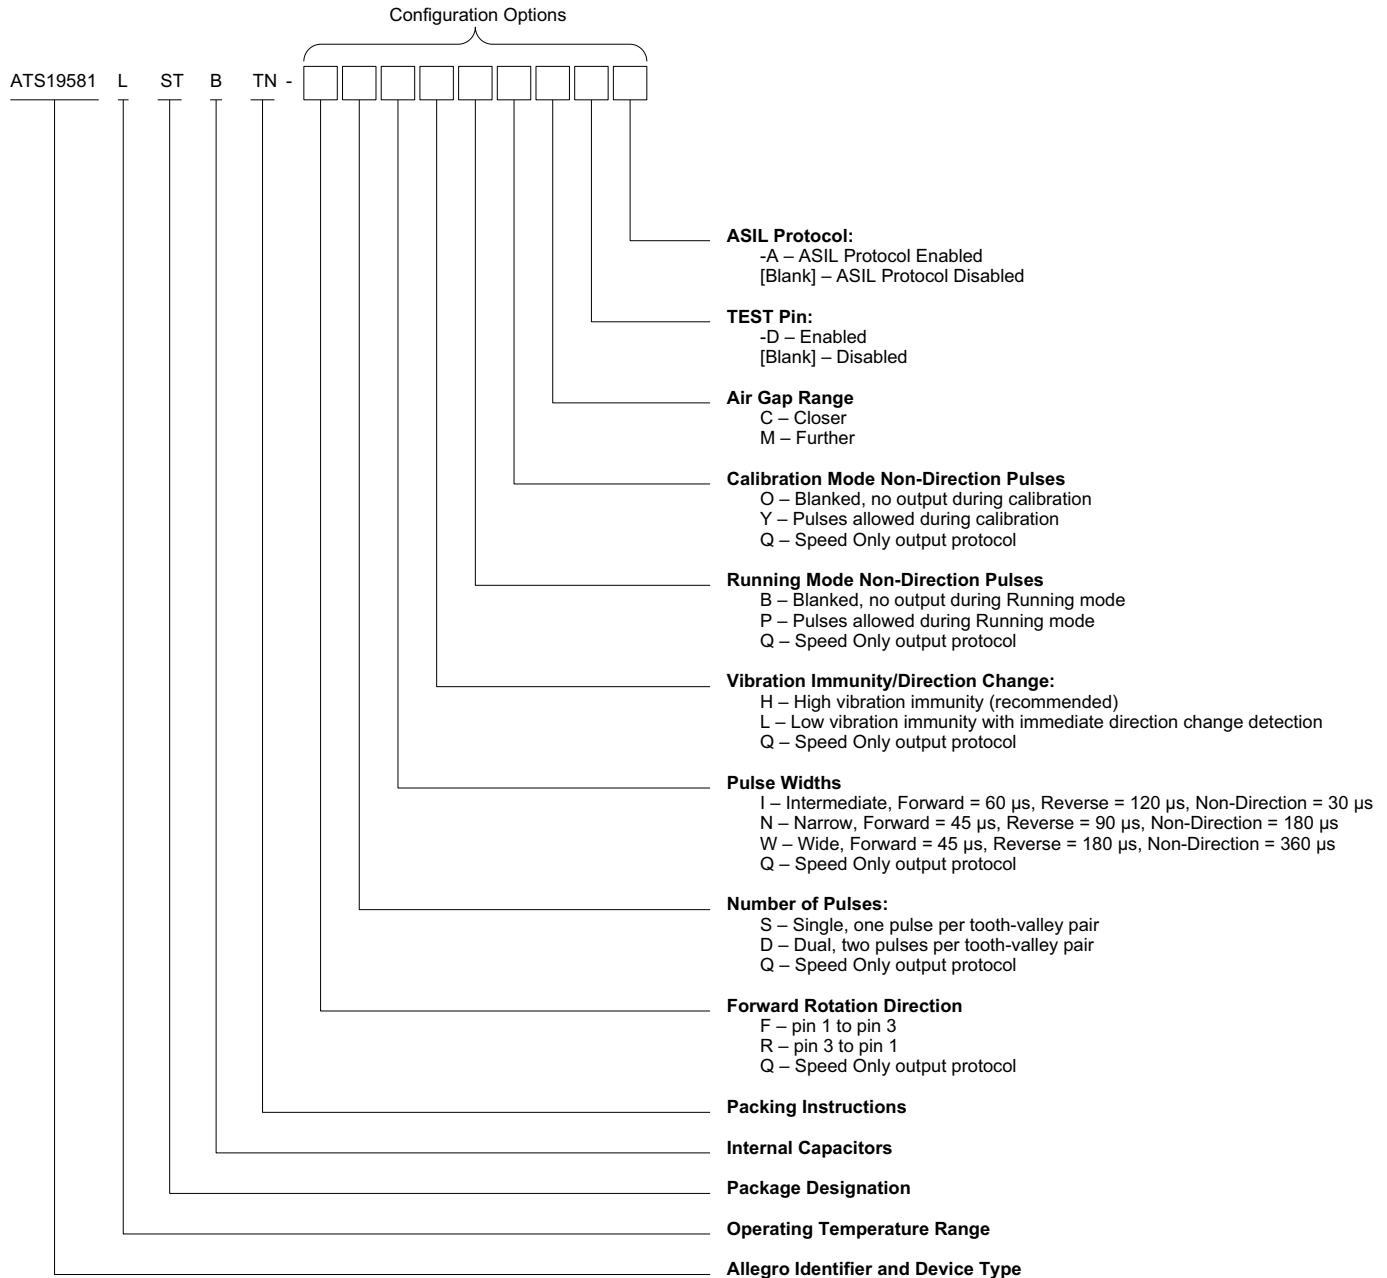 Configuration Options
ATS19581 L ST B TN -
ASIL Protocol:
-A – ASIL Protocol Enabled
[Blank] – ASIL Protocol Disabled
TEST Pin:
-D – Enabled
[Blank] – Disabled
Air Gap Range
C – Closer
M – Further
Calibration Mode Non-Direction Pulses
O – Blanked, no output during calibration
Y – Pulses allowed during calibration
Q – Speed Only output protocol
Running Mode Non-Direction Pulses
B – Blanked, no output during Running mode
P – Pulses allowed during Running mode
Q – Speed Only output protocol
Vibration Immunity/Direction Change:
H – High vibration immunity (recommended)
L – Low vibration immunity with immediate direction change detection
Q – Speed Only output protocol
Pulse Widths
I – Intermediate, Forward = 60 µs, Reverse = 120 µs, Non-Direction = 30 µs
N – Narrow, Forward = 45 µs, Reverse = 90 µs, Non-Direction = 180 µs
W – Wide, Forward = 45 µs, Reverse = 180 µs, Non-Direction = 360 µs
Q – Speed Only output protocol
Number of Pulses:
S – Single, one pulse per tooth-valley pair
D – Dual, two pulses per tooth-valley pair
Q – Speed Only output protocol
Forward Rotation Direction
F – pin 1 to pin 3
R – pin 3 to pin 1
Q – Speed Only output protocol
Packing Instructions
Internal Capacitors
Package Designation
Operating Temperature Range
Allegro Identifier and Device Type